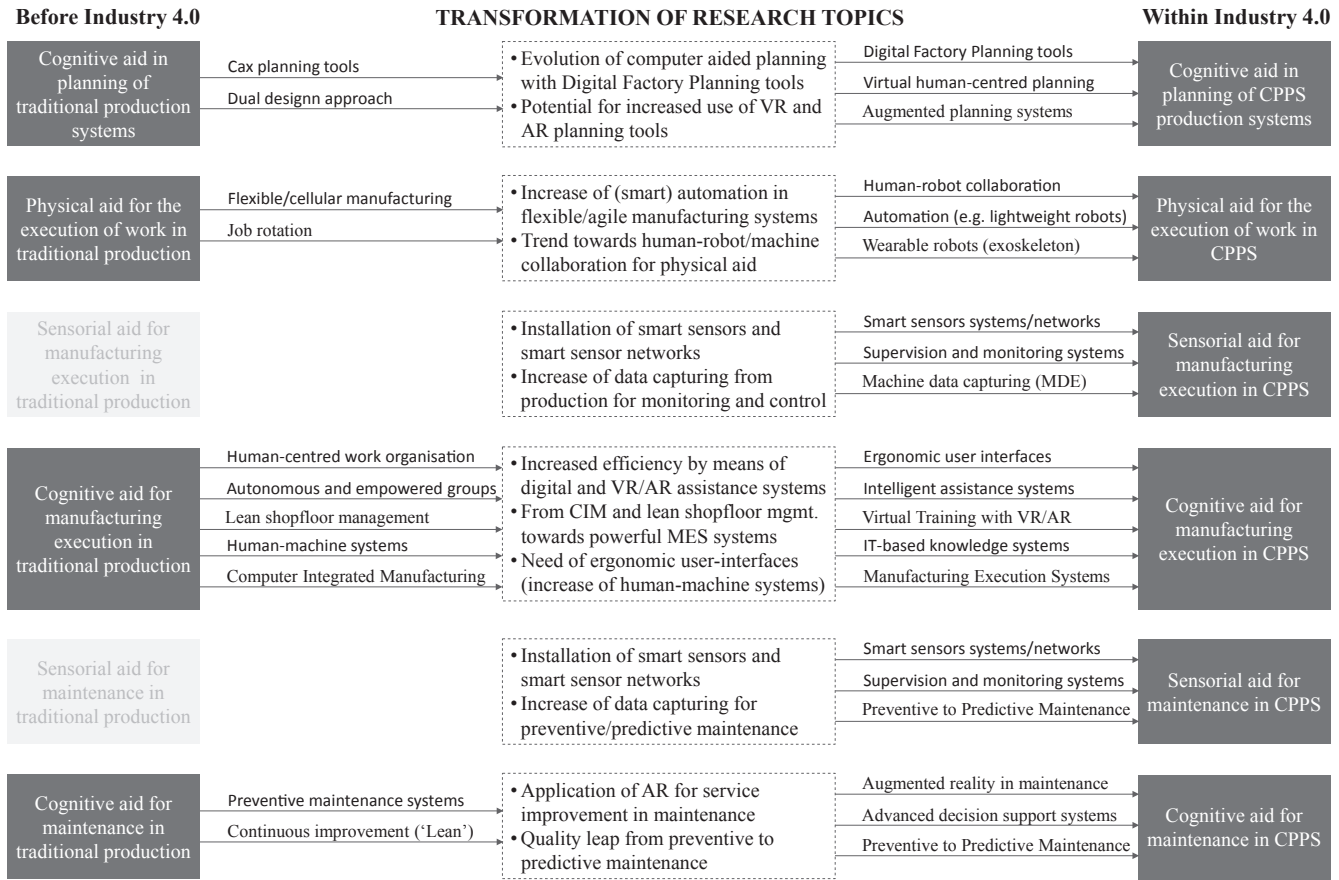 Before Industry 4.0
TRANSFORMATION OF RESEARCH TOPICS
Within Industry 4.0
Cognitive aid in
planning of
traditional production
systems
Cax planning tools
Dual designn approach
• Evolution of computer aided planning
with Digital Factory Planning tools
• Potential for increased use of VR and
AR planning tools
Digital Factory Planning tools
Virtual human-centred planning
Augmented planning systems
Cognitive aid in
planning of CPPS
production systems
Physical aid for the
execution of work in
traditional production
Flexible/cellular manufacturing
Job rotation
• Increase of (smart) automation in
flexible/agile manufacturing systems
• Trend towards human-robot/machine
collaboration for physical aid
Human-robot collaboration
Automation (e.g. lightweight robots)
Wearable robots (exoskeleton)
Physical aid for the
execution of work in
CPPS
Sensorial aid for
manufacturing
execution in
traditional production
• Installation of smart sensors and
smart sensor networks
• Increase of data capturing from
production for monitoring and control
Smart sensors systems/networks
Supervision and monitoring systems
Machine data capturing (MDE)
Sensorial aid for
manufacturing
execution in CPPS
Cognitive aid for
manufacturing
execution in
traditional production
Human-centred work organisation
Autonomous and empowered groups
Lean shopfloor management
Human-machine systems
Computer Integrated Manufacturing
• Increased efficiency by means of
digital and VR/AR assistance systems
• From CIM and lean shopfloor mgmt.
towards powerful MES systems
• Need of ergonomic user-interfaces
(increase of human-machine systems)
Ergonomic user interfaces
Intelligent assistance systems
Virtual Training with VR/AR
IT-based knowledge systems
Manufacturing Execution Systems
Cognitive aid for
manufacturing
execution in CPPS
Sensorial aid for
maintenance in
traditional production
• Installation of smart sensors and
smart sensor networks
• Increase of data capturing for
preventive/predictive maintenance
Smart sensors systems/networks
Supervision and monitoring systems
Preventive to Predictive Maintenance
Sensorial aid for
maintenance in CPPS
Cognitive aid for
maintenance in
traditional production
Preventive maintenance systems
Continuous improvement (‘Lean’)
• Application of AR for service
improvement in maintenance
• Quality leap from preventive to
predictive maintenance
Augmented reality in maintenance
Advanced decision support systems
Preventive to Predictive Maintenance
Cognitive aid for
maintenance in CPPS